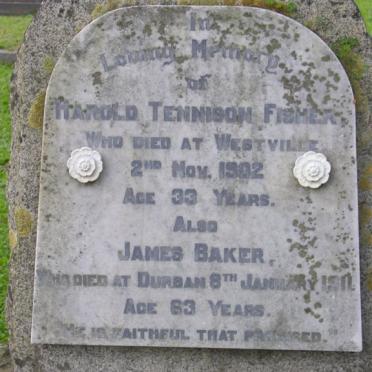 In
Loving Memory
of
Harold Tennison Fisher
Who died at Westville
2nd Nov. 1902
Age 33 Years.
Also
James Baker,
Who died at Durban 6th January 1911.
Age 63 Years.
"He is faithful that promised."